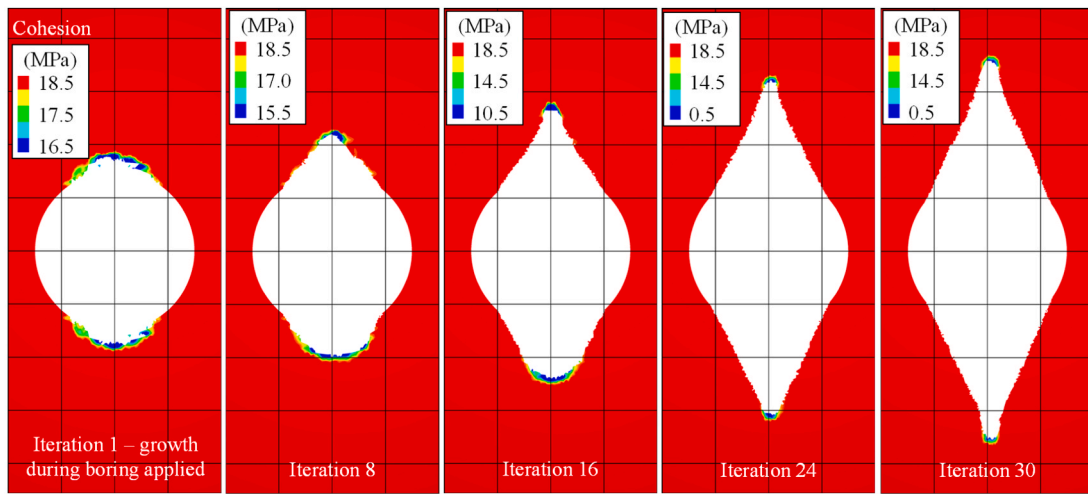 Cohesion
(MPa)
18.5
17.5
16.5
Iteration 1 – growth
during boring applied
(MPa)
18.5
17.0
15.5
Iteration 8
(MPa)
18.5
14.5
10.5
Iteration 16
(MPa)
18.5
14.5
0.5
Iteration 24
(MPa)
18.5
14.5
0.5
Iteration 30